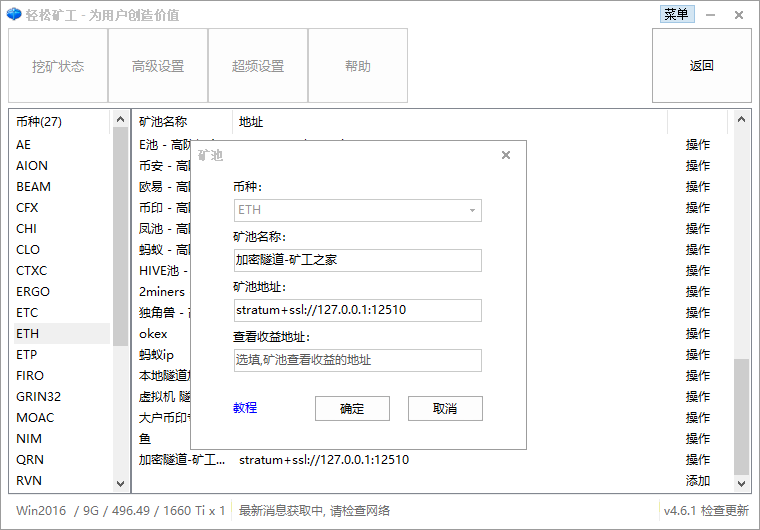 轻松矿工 - 为用户创造价值
菜单
挖矿状态
高级设置
超频设置
帮助
返回
币种(27)
矿池名称
地址
AE
E池 - 高防
操作
AION
币安 - 高防
操作
BEAM
欧易 - 高防
操作
CFX
币印 - 高防
操作
CHI
凤池 - 高防
操作
CLO
蚂蚁 - 高防
操作
CTXC
HIVE池 -
操作
ERGO
2miners
操作
ETC
独角兽 - 高
操作
ETH
okex
操作
ETP
蚂蚁ip
操作
FIRO
本地隧道
操作
GRIN32
虚拟机 隧
操作
MOAC
大户币印
操作
NIM
鱼
操作
QRN
加密隧道-矿工...
stratum+ssl://127.0.0.1:12510
操作
RVN
添加
矿池
币种:
ETH
矿池名称:
加密隧道-矿工之家
矿池地址:
stratum+ssl://127.0.0.1:12510
查看收益地址:
选填,矿池查看收益的地址
教程
确定
取消
Win2016 / 9G / 496.49 / 1660 Ti x 1
最新消息获取中, 请检查网络
v4.6.1 检查更新